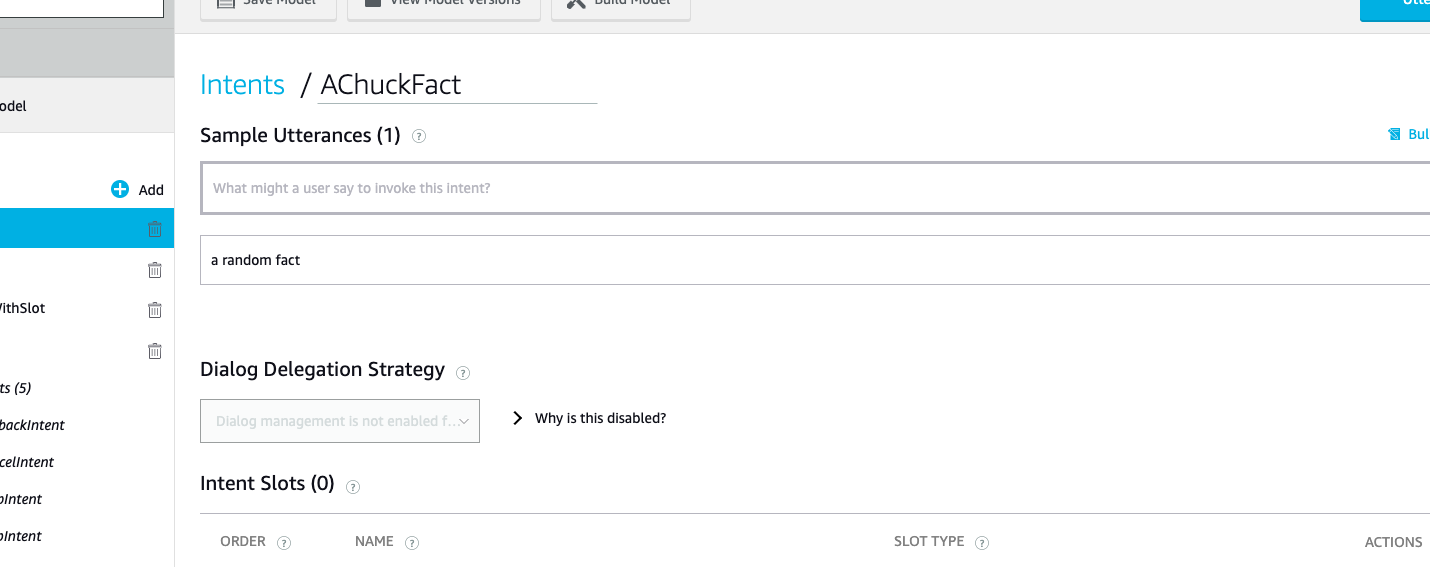 Save Model
View Model Versions
Build Model
Utte
Intents / AChuckFact
odel
Sample Utterances (1) ?
Bul
What might a user say to invoke this intent?
Add
a random fact
VithSlot
Dialog Delegation Strategy ?
ts (5)
Dialog management is not enabled f...
Why is this disabled?
backIntent
celIntent
Intent Slots (0) ?
pIntent
pIntent
ORDER ? NAME ? SLOT TYPE ? ACTIONS